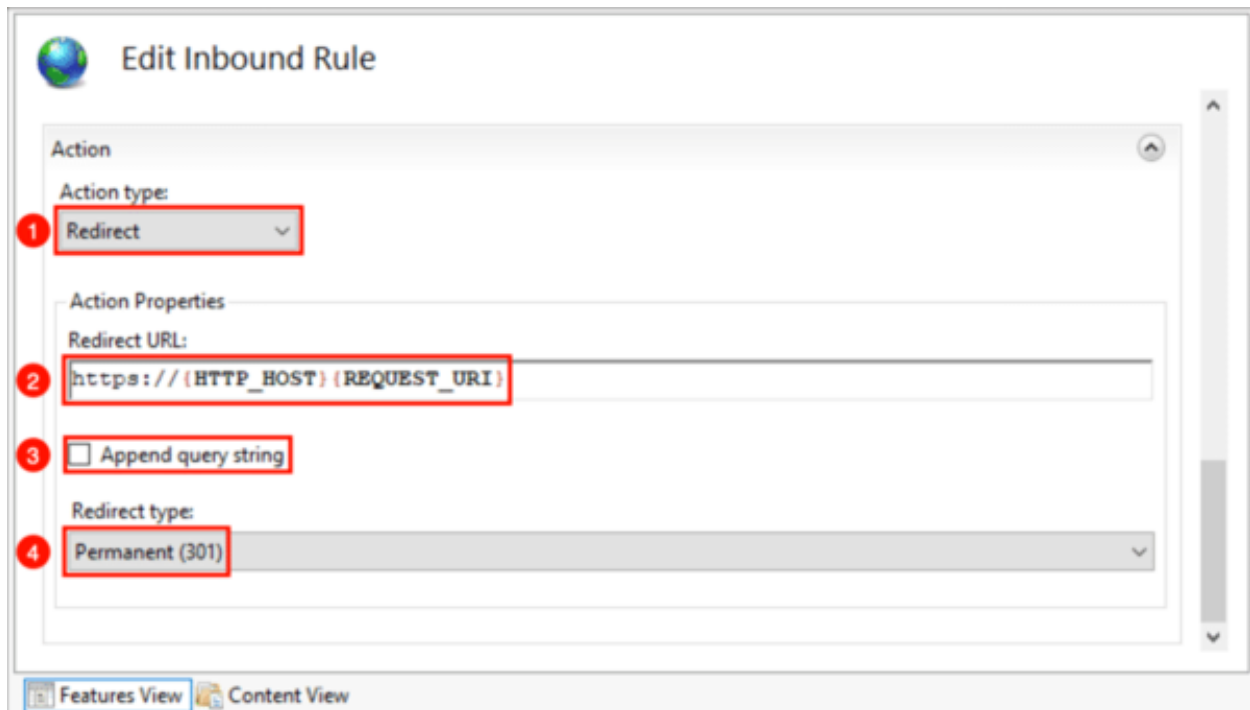 Edit Inbound Rule
Action
Action type:
1
Redirect
Action Properties
Redirect URL:
2
https://{HTTP_HOST}{REQUEST_URI}
3
Append query string
Redirect type:
4
Permanent (301)
Features View Content View